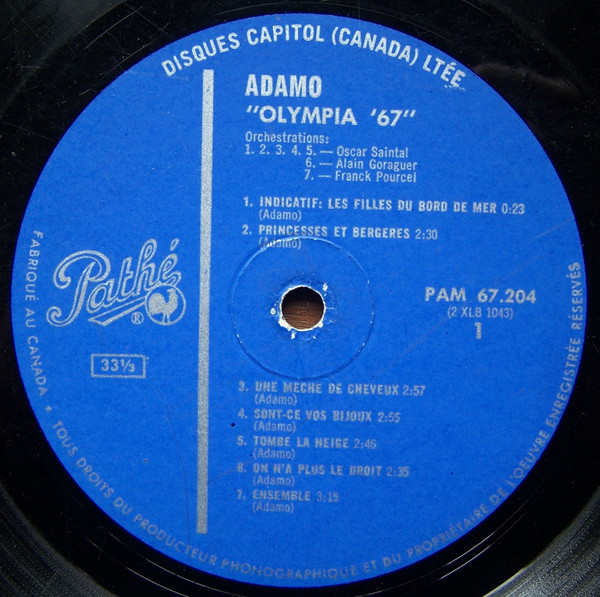 DISQUES CAPITOL (CANADA) LTÉE
ADAMO
"OLYMPIA '67"
Orchestrations:
1. 2. 3. 4. 5. — Oscar Saintal
6. — Alain Goraguer
7. — Franck Pourcel
1. INDICATIF: LES FILLES DU BORD DE MER 0:23
(Adamo)
2. PRINCESSES ET BERGERES 2:30
(Adamo)
Pathé
®
33⅓
PAM 67.204
(2 XLB 1043)
1
3. UNE MECHE DE CHEVEUX 2:57
(Adamo)
4. SONT-CE VOS BIJOUX 2:55
(Adamo)
5 TOMBE LA NEIGE 2:46
(Adamo)
6 ON N'A PLUS LE DROIT 2:35
(Adamo)
7. ENSEMBLE 3:15
(Adamo)
FABRIQUÉ AU CANADA • TOUS DROITS DU PRODUCTEUR PHONOGRAPHIQUE ET DU PROPRIÉTAIRE DE L'OEUVRE ENREGISTRÉE RÉSERVÉS